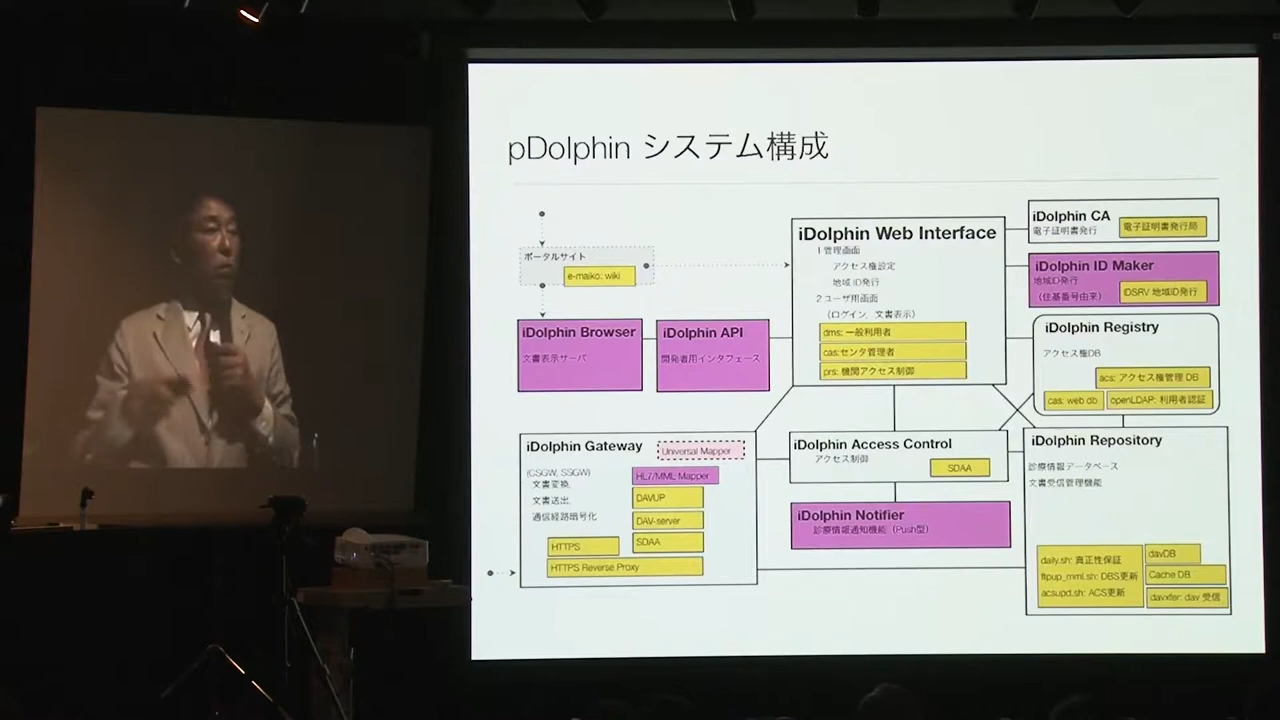 pDolphin システム構成
ポータルサイト
e-maiko: wiki
iDolphin Browser
文書表示サーバ
iDolphin API
開発者用インタフェース
iDolphin Web Interface
1 管理画面
アクセス権設定
地域 ID発行
2 ユーザ用画面
(ログイン, 文書表示)
dms: 一般利用者
cas:センタ管理者
prs: 機関アクセス制御
iDolphin CA
電子証明書発行
電子証明書発行局
iDolphin ID Maker
地域ID発行
(住基番号由来)
IDSRV 地域ID発行
iDolphin Registry
アクセス権DB
acs: アクセス権管理 DB
cas: web db
openLDAP: 利用者認証
iDolphin Gateway
Universal Mapper
(CSGW, SSGW)
文書変換,
文書送出,
通信経路暗号化
HL7/MML Mapper
DAVUP
DAV-server
SDAA
HTTPS
HTTPS Reverse Proxy
iDolphin Access Control
アクセス制御
SDAA
iDolphin Notifier
診療情報通知機能 (Push型)
iDolphin Repository
診療情報データベース
文書受信管理機能
daily.sh: 真正性保証
ftpup_mml.sh: DBS更新
acsupd.sh: ACS更新
davDB
Cache DB
davxfer: dav 受信